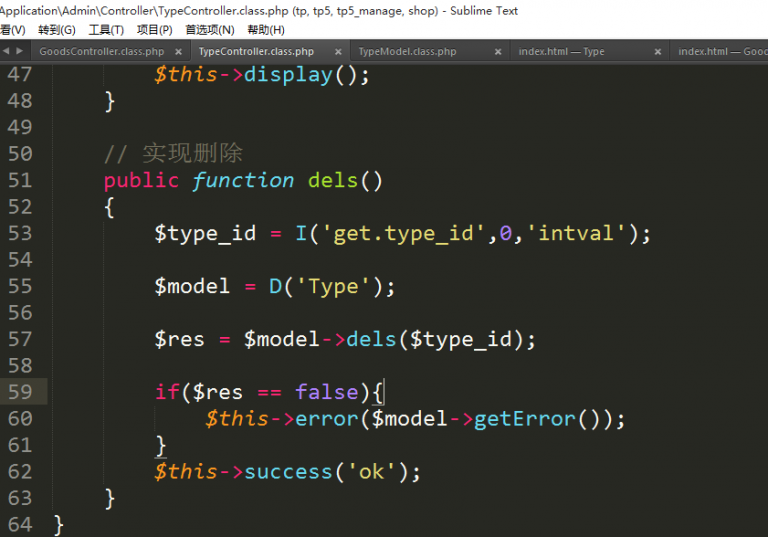 Application\Admin\Controller\TypeController.class.php (tp, tp5, tp5_manage, shop) - Sublime Text
看(V) 转到(G) 工具(T) 项目(P) 首选项(N) 帮助(H)
GoodsController.class.php × TypeController.class.php × TypeModel.class.php × index.html — Type × index.html — Good
47 $this->display();
48 }
49
50 // 实现删除
51 public function dels()
52 {
53 $type_id = I('get.type_id',0,'intval');
54
55 $model = D('Type');
56
57 $res = $model->dels($type_id);
58
59 if($res == false){
60 $this->error($model->getError());
61 }
62 $this->success('ok');
63 }
64 }